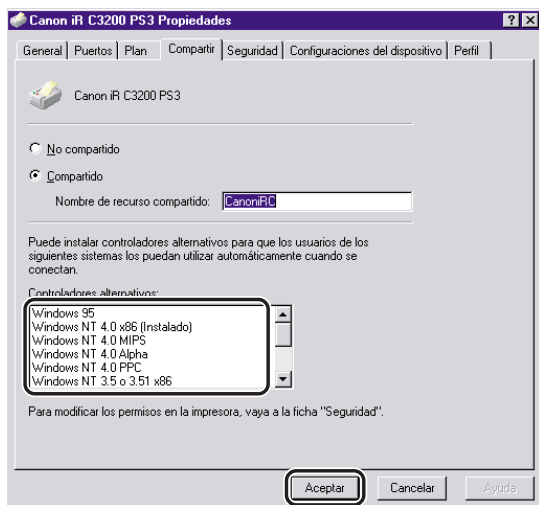 Canon iR C3200 PS3 Propiedades
General Puertos Plan Compartir Seguridad Configuraciones del dispositivo Perfil
Canon iR C3200 PS3
No compartido
Compartido
Nombre de recurso compartido: CanoniRC
Puede instalar controladores alternativos para que los usuarios de los
siguientes sistemas los puedan utilizar automáticamente cuando se
conectan.
Controladores alternativos:
Windows 95
Windows NT 4.0 x86 (Instalado)
Windows NT 4.0 MIPS
Windows NT 4.0 Alpha
Windows NT 4.0 PPC
Windows NT 3.5 o 3.51 x86
Para modificar los permisos en la impresora, vaya a la ficha "Seguridad".
Aceptar Cancelar Ayuda